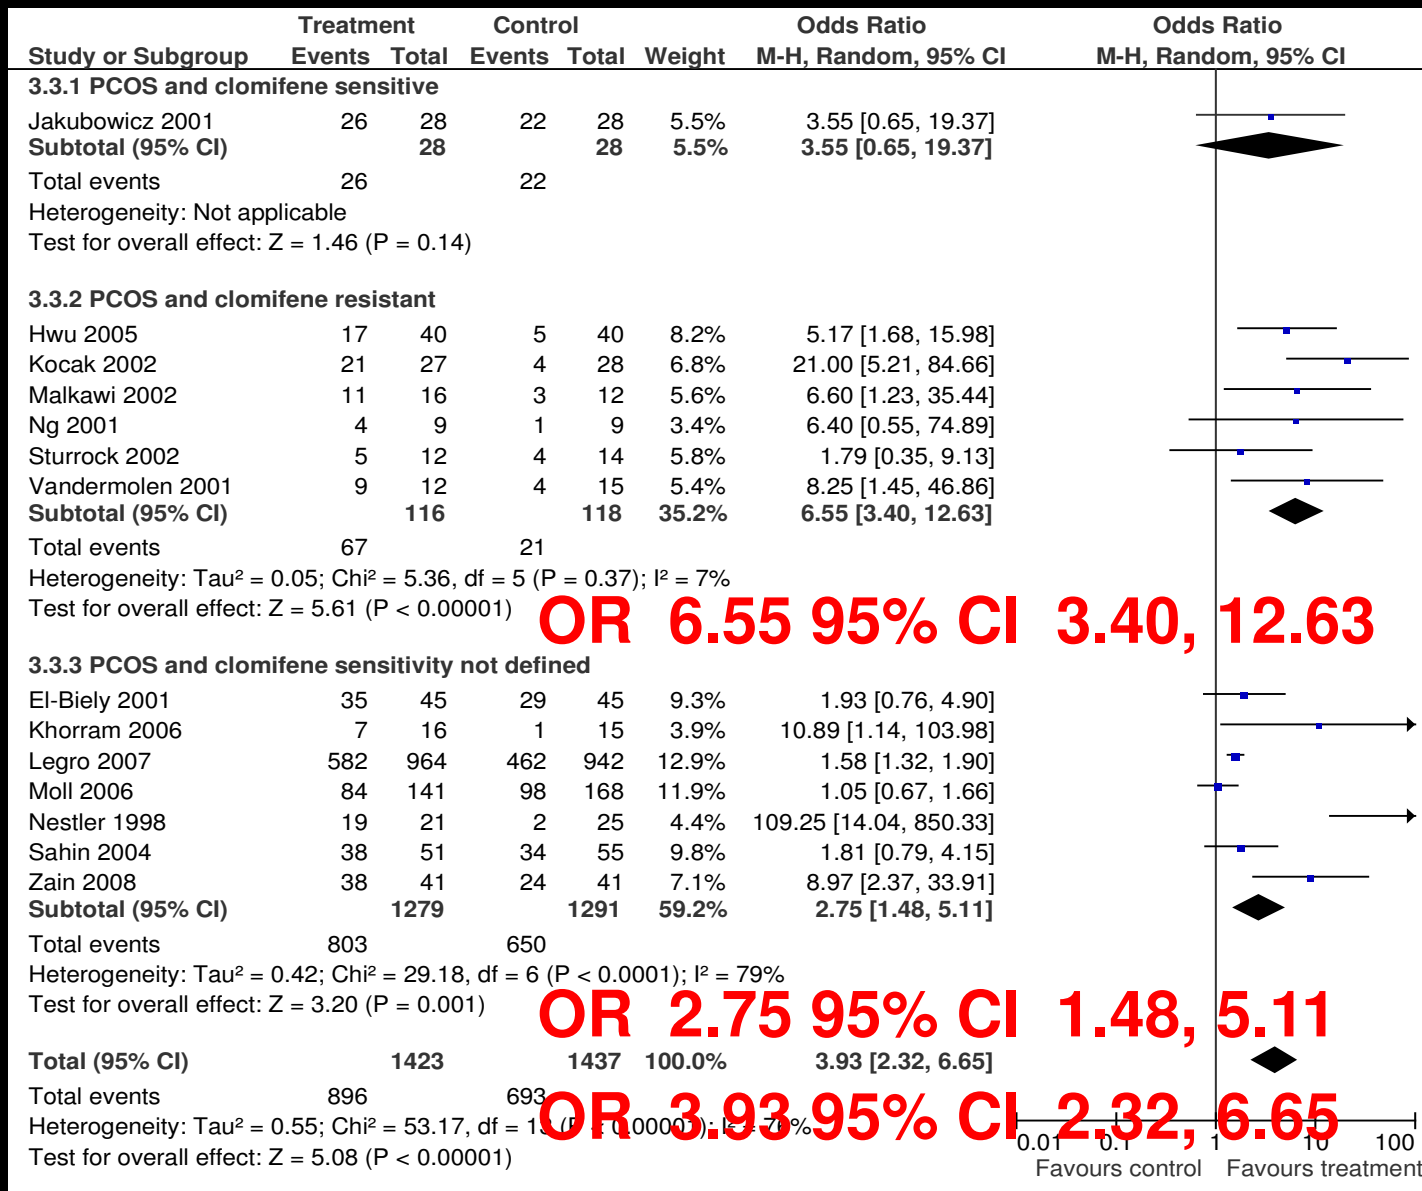 Treatment Control Odds Ratio Odds Ratio
Study or Subgroup Events Total Events Total Weight M-H, Random, 95% CI M-H, Random, 95% CI
3.3.1 PCOS and clomifene sensitive
Jakubowicz 2001 26 28 22 28 5.5% 3.55 [0.65, 19.37]
Subtotal (95% CI) 28 28 5.5% 3.55 [0.65, 19.37]
Total events 26 22
Heterogeneity: Not applicable
Test for overall effect: Z = 1.46 (P = 0.14)
3.3.2 PCOS and clomifene resistant
Hwu 2005 17 40 5 40 8.2% 5.17 [1.68, 15.98]
Kocak 2002 21 27 4 28 6.8% 21.00 [5.21, 84.66]
Malkawi 2002 11 16 3 12 5.6% 6.60 [1.23, 35.44]
Ng 2001 4 9 1 9 3.4% 6.40 [0.55, 74.89]
Sturrock 2002 5 12 4 14 5.8% 1.79 [0.35, 9.13]
Vandermolen 2001 9 12 4 15 5.4% 8.25 [1.45, 46.86]
Subtotal (95% CI) 116 118 35.2% 6.55 [3.40, 12.63]
Total events 67 21
Heterogeneity: Tau² = 0.05; Chi² = 5.36, df = 5 (P = 0.37); I² = 7%
Test for overall effect: Z = 5.61 (P < 0.00001)
OR 6.55 95% CI 3.40, 12.63
3.3.3 PCOS and clomifene sensitivity not defined
El-Biely 2001 35 45 29 45 9.3% 1.93 [0.76, 4.90]
Khorram 2006 7 16 1 15 3.9% 10.89 [1.14, 103.98]
Legro 2007 582 964 462 942 12.9% 1.58 [1.32, 1.90]
Moll 2006 84 141 98 168 11.9% 1.05 [0.67, 1.66]
Nestler 1998 19 21 2 25 4.4% 109.25 [14.04, 850.33]
Sahin 2004 38 51 34 55 9.8% 1.81 [0.79, 4.15]
Zain 2008 38 41 24 41 7.1% 8.97 [2.37, 33.91]
Subtotal (95% CI) 1279 1291 59.2% 2.75 [1.48, 5.11]
Total events 803 650
Heterogeneity: Tau² = 0.42; Chi² = 29.18, df = 6 (P < 0.0001); I² = 79%
Test for overall effect: Z = 3.20 (P = 0.001)
OR 2.75 95% CI 1.48, 5.11
Total (95% CI) 1423 1437 100.0% 3.93 [2.32, 6.65]
Total events 896 693
OR 3.93 95% CI 2.32, 6.65
Heterogeneity: Tau² = 0.55; Chi² = 53.17, df = 13 (P < 0.00001); I² = 76%
Test for overall effect: Z = 5.08 (P < 0.00001)
0.01 0.1 1 10 100
Favours control Favours treatment